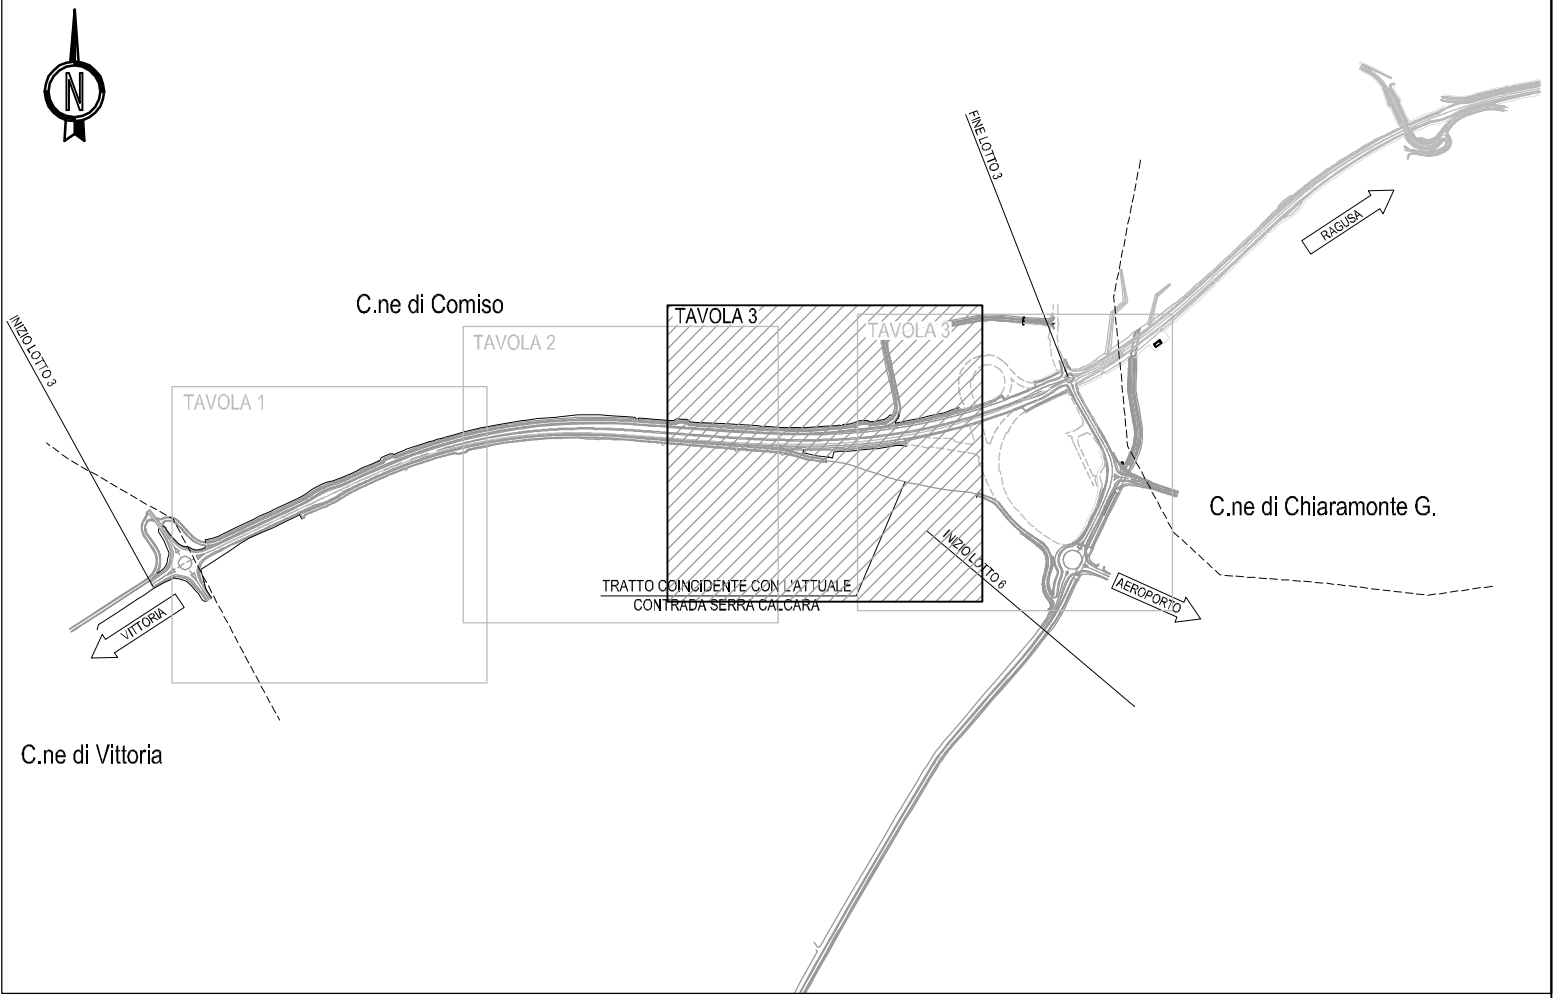 N
FINE LOTTO 3
RAGUSA
C.ne di Comiso
TAVOLA 3
TAVOLA 3
INIZIO LOTTO 3
TAVOLA 2
TAVOLA 1
C.ne di Chiaramonte G.
INIZIO LOTTO 6
TRATTO COINCIDENTE CON L'ATTUALE
CONTRADA SERRA CALCARA
AEROPORTO
VITTORIA
C.ne di Vittoria